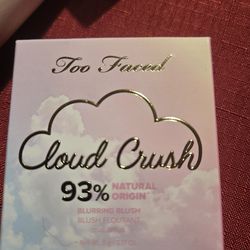 Too Faced
Cloud Crush
93% NATURAL
ORIGIN*
BLURRING BLUSH
BLUSH FLOUTANT